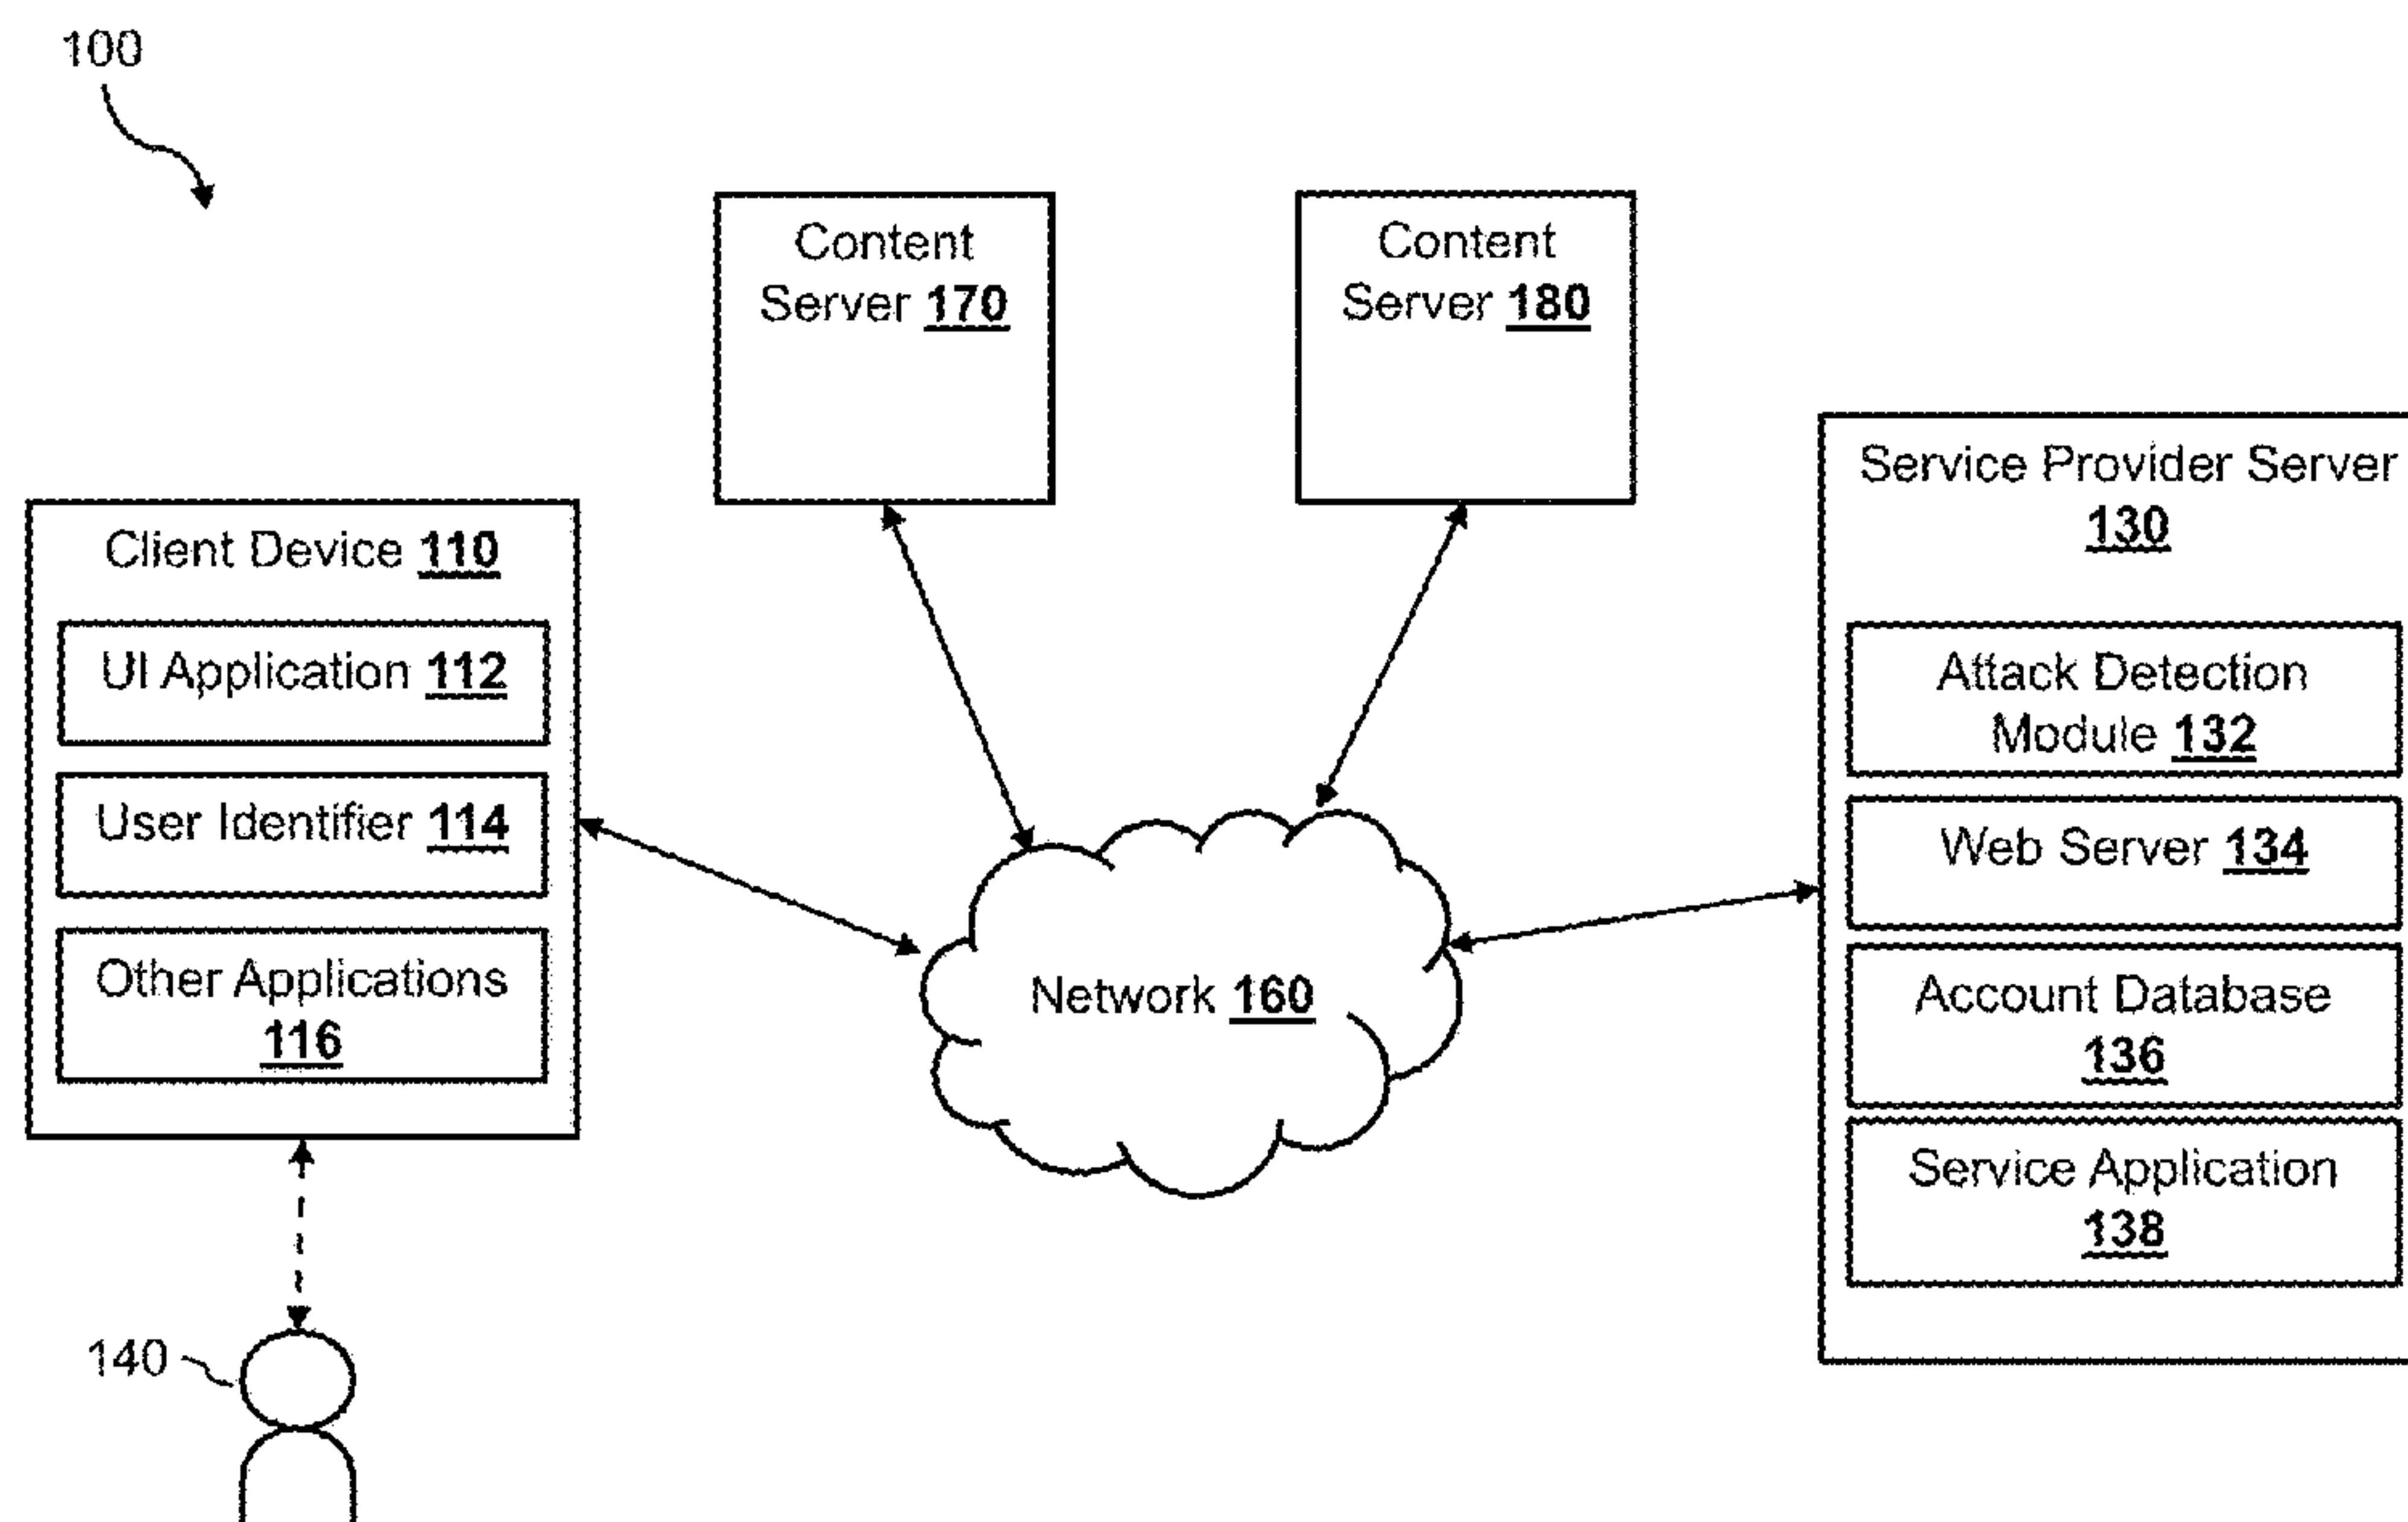 100
Content
Server 170
Content
Server 180
Service Provider Server
130
Client Device 110
UI Application 112
User Identifier 114
Other Applications
116
Attack Detection
Module 132
Web Server 134
Account Database
136
Service Application
138
Network 160
140